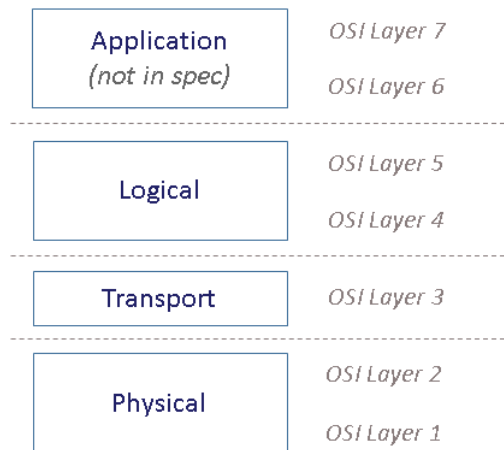 Application
(not in spec)
OSI Layer 7
OSI Layer 6
Logical
OSI Layer 5
OSI Layer 4
Transport
OSI Layer 3
Physical
OSI Layer 2
OSI Layer 1